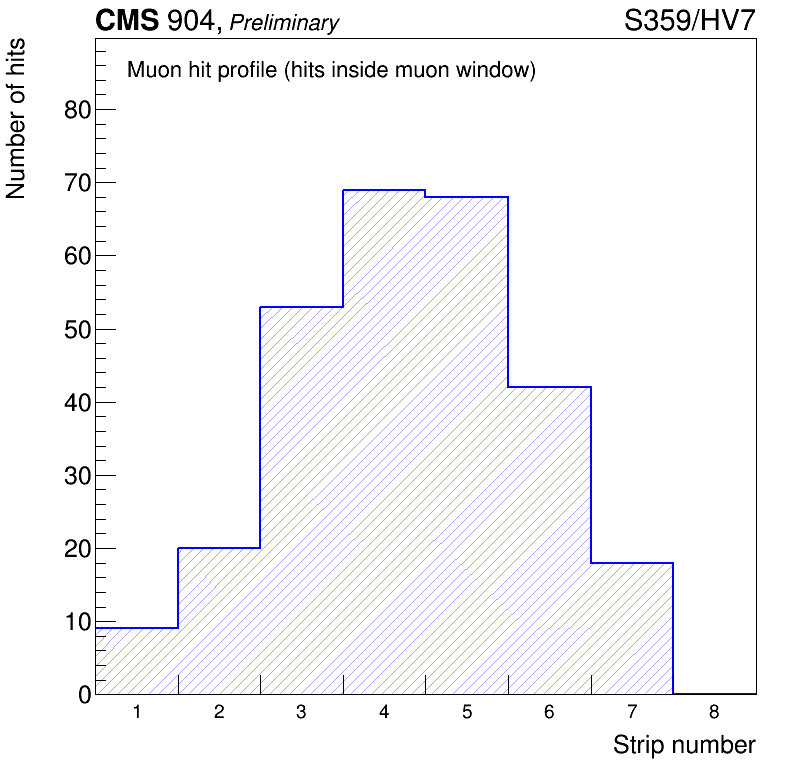 CMS 904, Preliminary S359/HV7
Muon hit profile (hits inside muon window)
Number of hits
80
70
60
50
40
30
20
10
0
1 2 3 4 5 6 7 8
Strip number